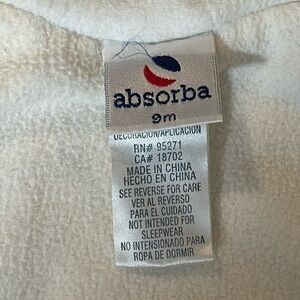 absorba
9m
DECORACION/APLICACION
RN# 95271
CA# 18702
MADE IN CHINA
HECHO EN CHINA
SEE REVERSE FOR CARE
VER AL REVERSO
PARA EL CUIDADO
NOT INTENDED FOR
SLEEPWEAR
NO INTENSIONADO PARA
ROPA DE DORMIR